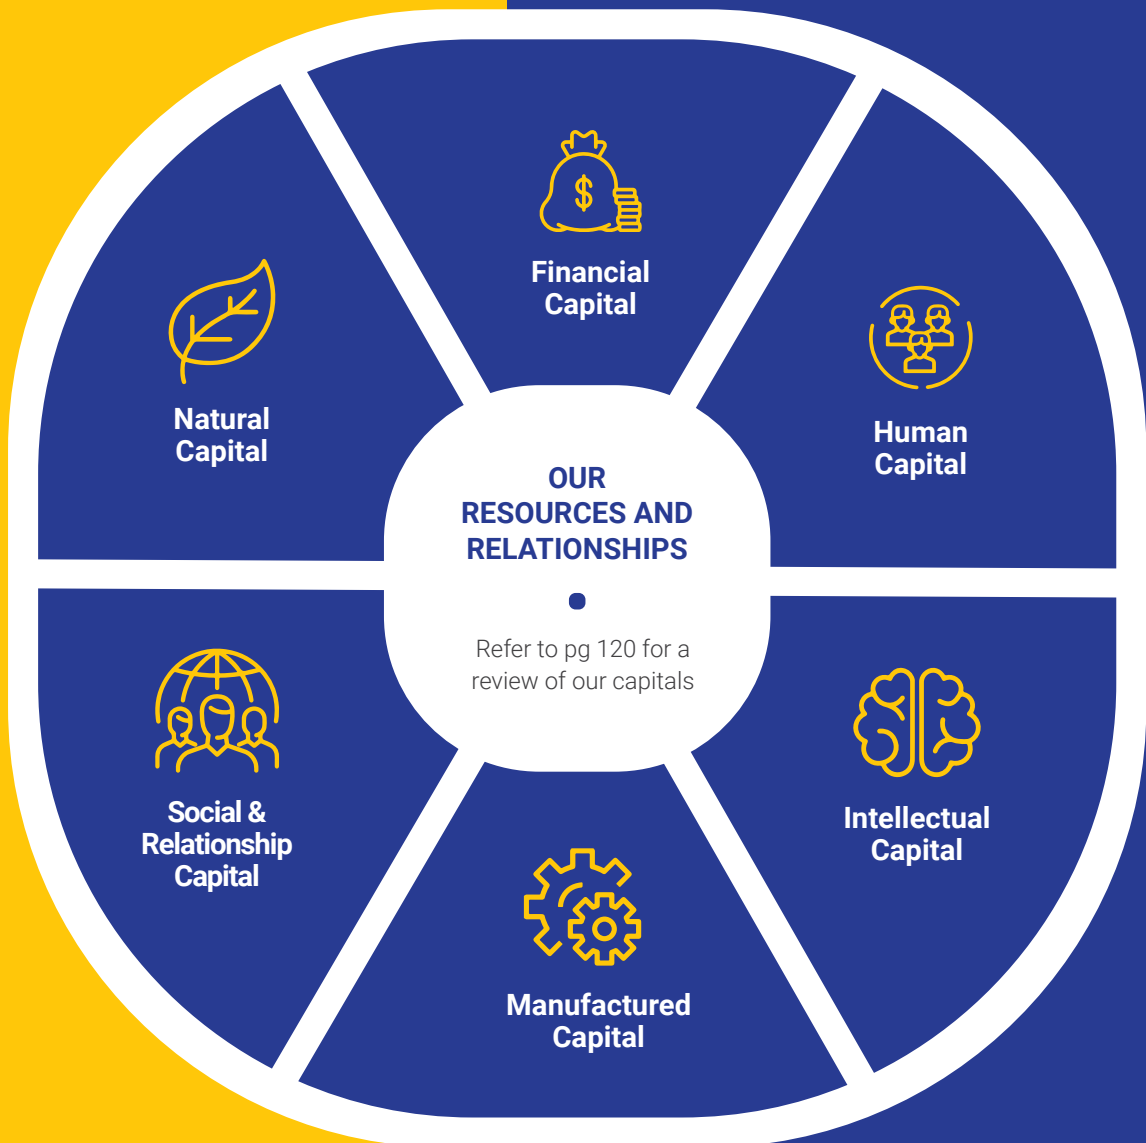 Financial
Capital
Human
Capital
Intellectual
Capital
Manufactured
Capital
Social &
Relationship
Capital
Natural
Capital
OUR
RESOURCES AND
RELATIONSHIPS
Refer to pg 120 for a
review of our capitals
$